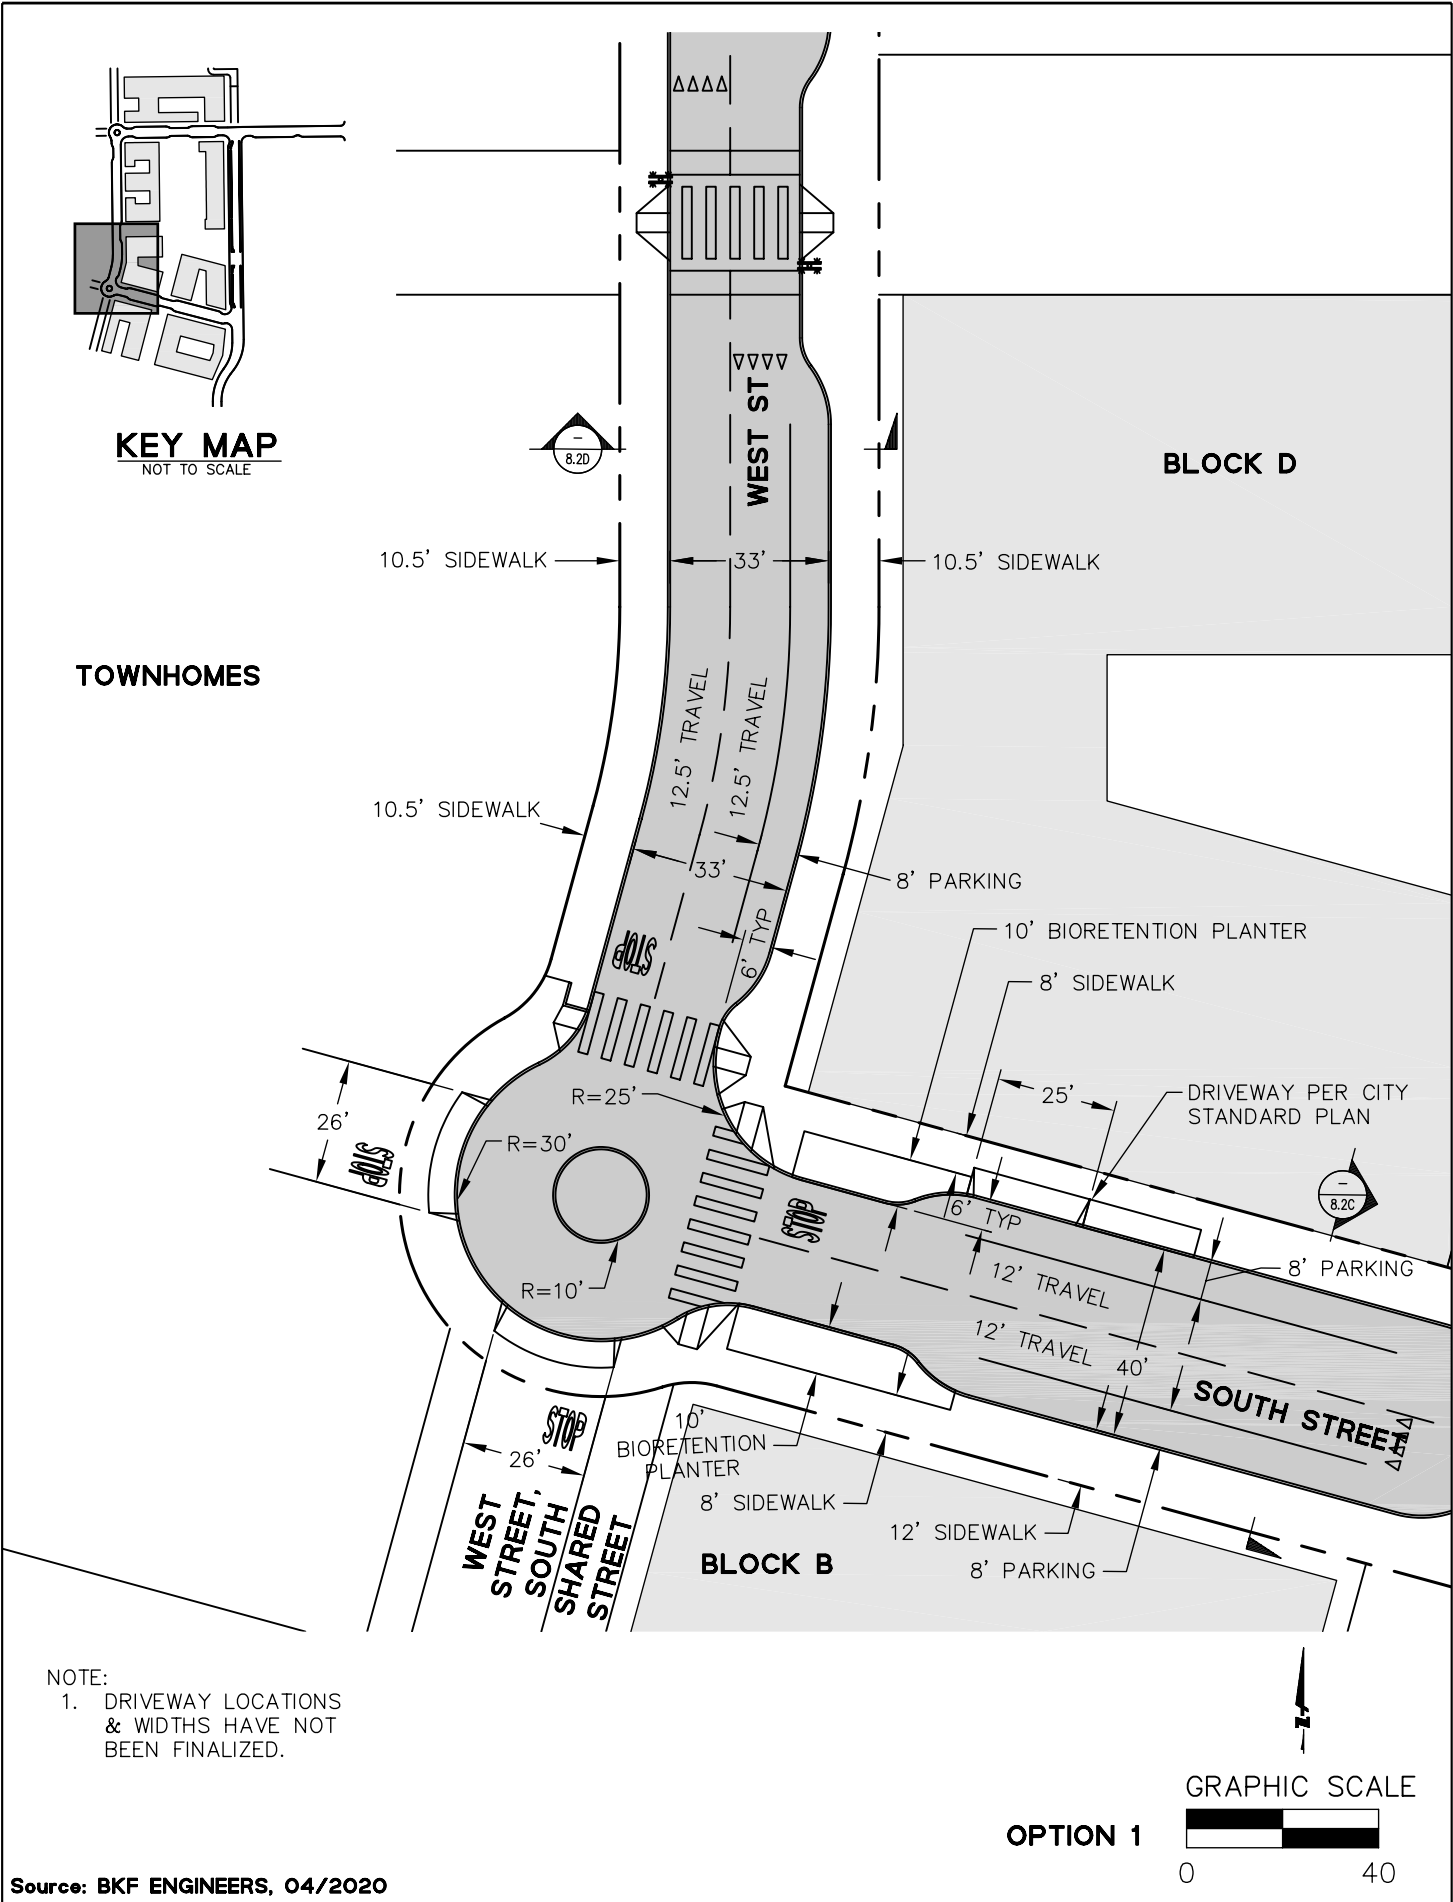 KEY MAP
NOT TO SCALE
–
8.2D
WEST ST
BLOCK D
10.5' SIDEWALK
33'
10.5' SIDEWALK
TOWNHOMES
12.5' TRAVEL
12.5' TRAVEL
10.5' SIDEWALK
33'
8' PARKING
6' TYP
STOP
10' BIORETENTION PLANTER
8' SIDEWALK
25'
DRIVEWAY PER CITY
STANDARD PLAN
R=25'
26'
STOP
R=30'
–
8.2C
STOP
6' TYP
R=10'
12' TRAVEL
8' PARKING
12' TRAVEL
40'
SOUTH STREET
STOP
26'
10'
BIORETENTION
PLANTER
8' SIDEWALK
12' SIDEWALK
8' PARKING
WEST
STREET,
SOUTH
SHARED
STREET
BLOCK B
NOTE:
1. DRIVEWAY LOCATIONS
& WIDTHS HAVE NOT
BEEN FINALIZED.
GRAPHIC SCALE
OPTION 1
0 40
Source: BKF ENGINEERS, 04/2020